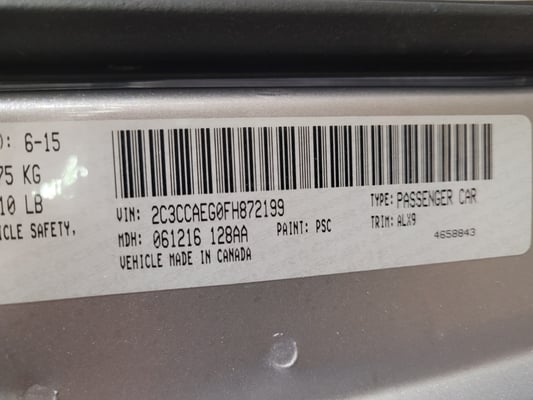 ): 6-15
75 KG
10 LB
ICLE SAFETY,
VIN: 2C3CCAEG0FH872199
TYPE: PASSENGER CAR
MDH: 061216 128AA
PAINT: PSC
TRIM: ALX9
VEHICLE MADE IN CANADA
4658843